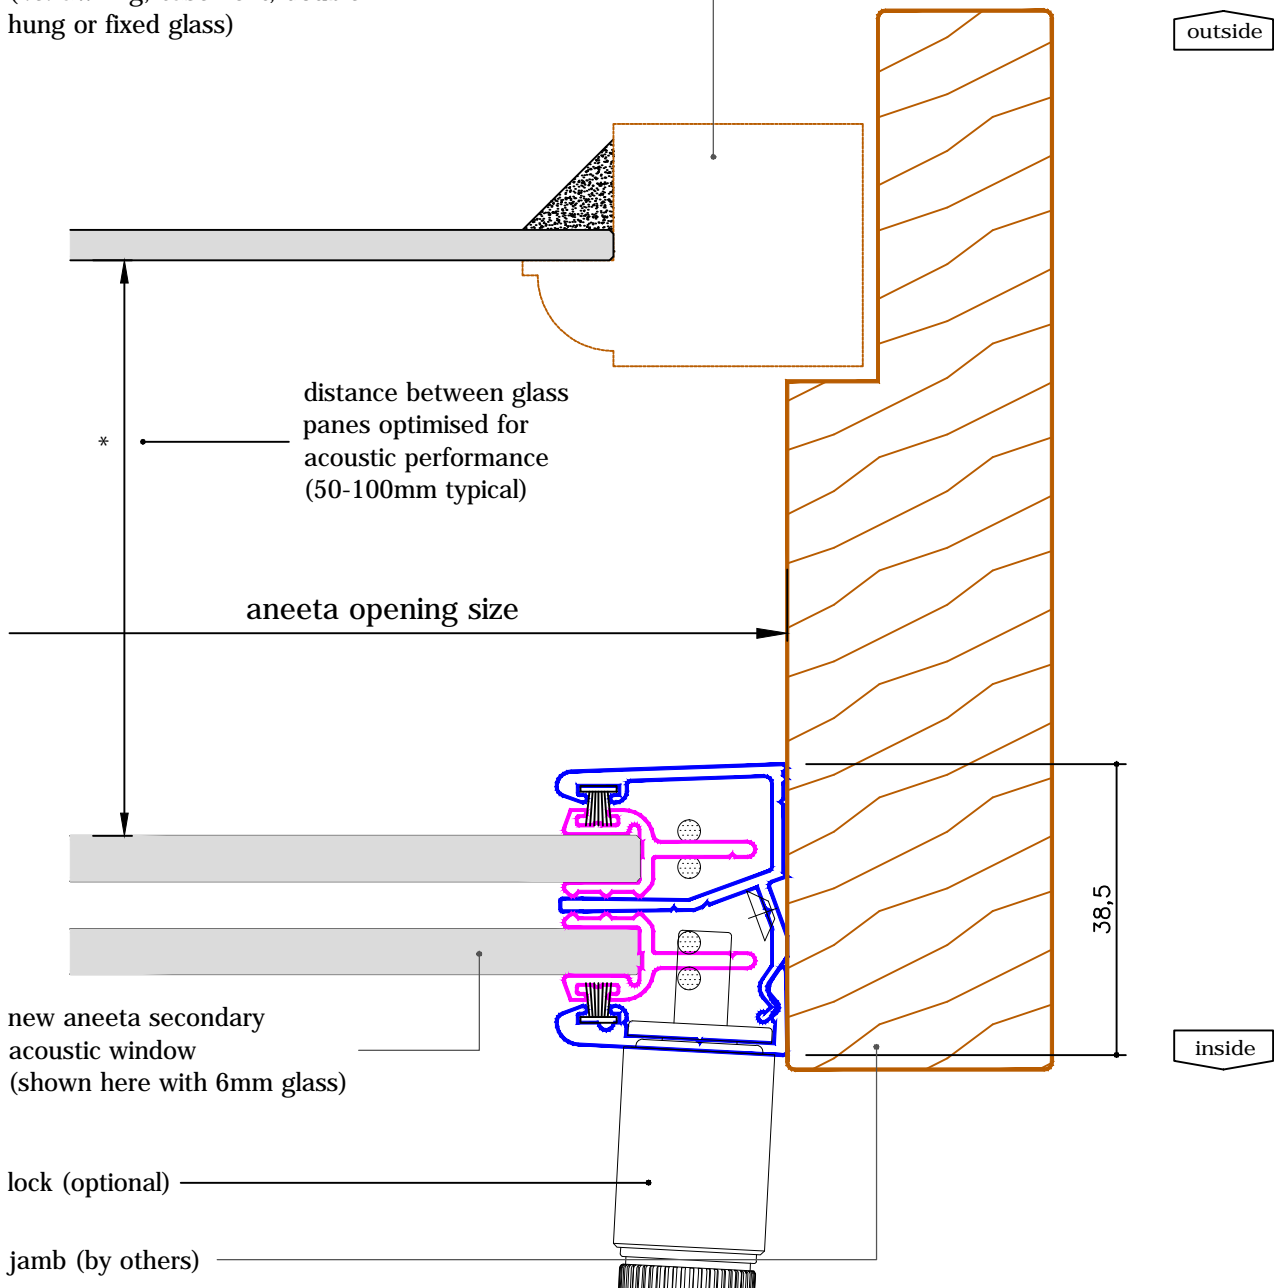 hung or fixed glass)
outside
distance between glass
panes optimised for
acoustic performance
(50-100mm typical)
*
aneeta opening size
38,5
new aneeta secondary
acoustic window
(shown here with 6mm glass)
inside
lock (optional)
jamb (by others)